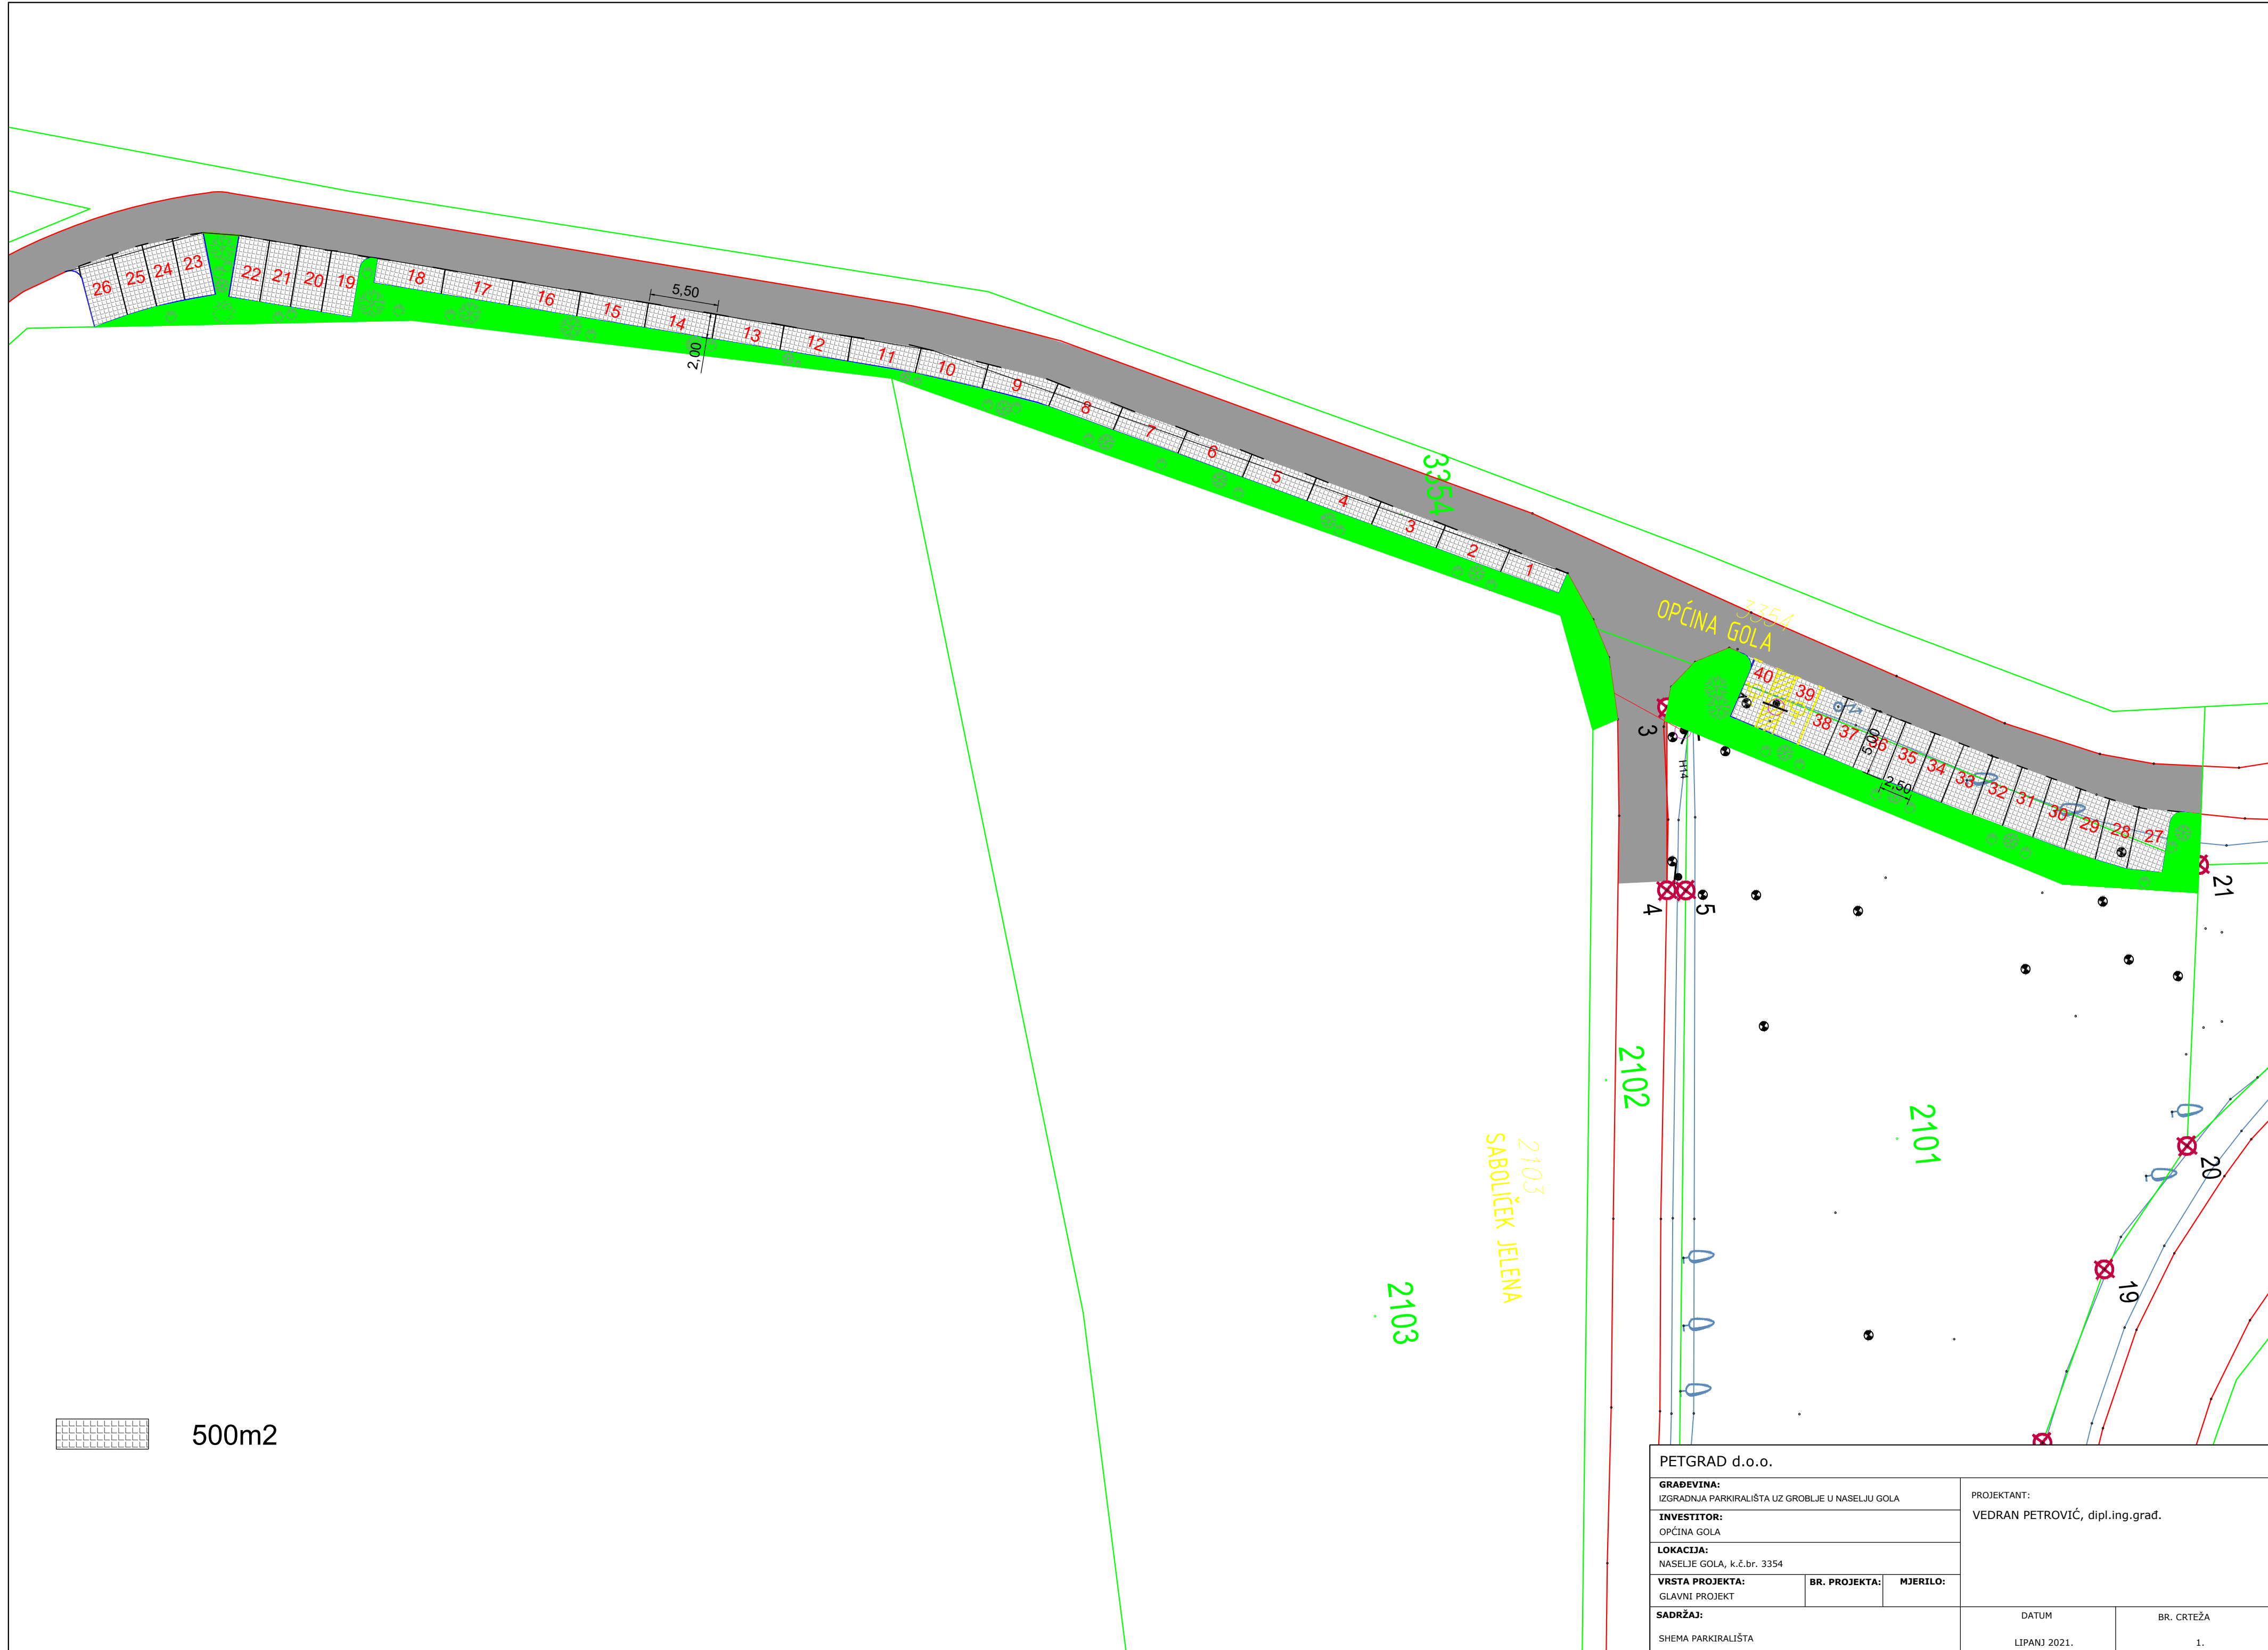 26
25
24
23
22
21
20
19
18
17
16
15
14
13
12
11
10
9
8
7
6
5
4
3
2
1
5,50
2,00
3354
3354
OPĆINA GOLA
40
39
38
37
36
35
34
33
32
31
30
29
28
27
5,00
2,50
3
H14
4
5
21
20
19
2102
2101
2103
SABOLIČEK JELENA
2103
500m2
PETGRAD d.o.o.
GRAĐEVINA:
IZGRADNJA PARKIRALIŠTA UZ GROBLJE U NASELJU GOLA
INVESTITOR:
OPĆINA GOLA
LOKACIJA:
NASELJE GOLA, k.č.br. 3354
VRSTA PROJEKTA:
GLAVNI PROJEKT
BR. PROJEKTA:
MJERILO:
SADRŽAJ:
SHEMA PARKIRALIŠTA
PROJEKTANT:
VEDRAN PETROVIĆ, dipl.ing.građ.
DATUM
LIPANJ 2021.
BR. CRTEŽA
1.